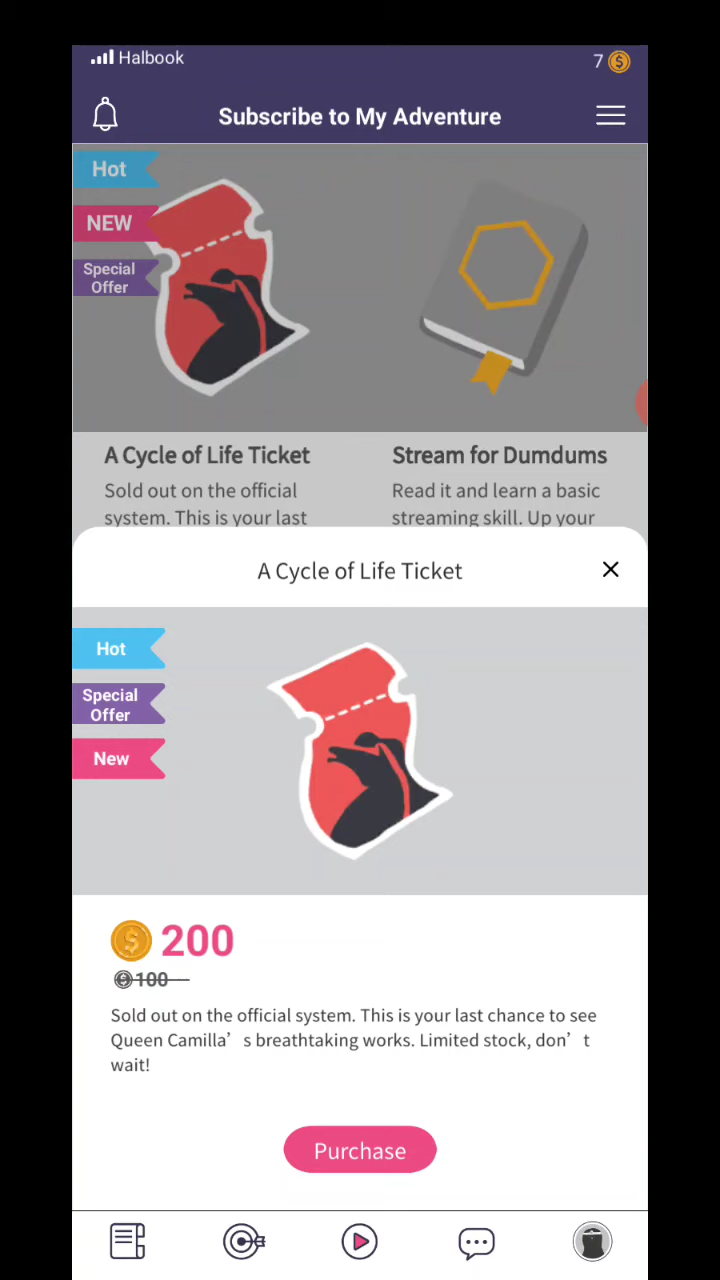 Halbook
7
Subscribe to My Adventure
Hot
NEW
Special
Offer
A Cycle of Life Ticket
Sold out on the official
system. This is your last
Stream for Dumdums
Read it and learn a basic
streaming skill. Up your
A Cycle of Life Ticket
Hot
Special
Offer
New
200
100
Sold out on the official system. This is your last chance to see
Queen Camilla’s breathtaking works. Limited stock, don’t
wait!
Purchase